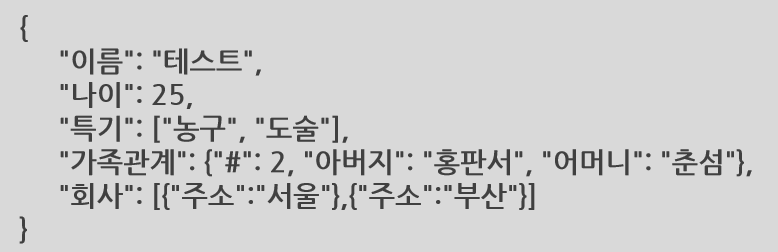 {
"이름": "테스트",
"나이": 25,
"특기": ["농구", "도술"],
"가족관계": {"#": 2, "아버지": "홍판서", "어머니": "춘섬"},
"회사": [{"주소":"서울"},{"주소":"부산"}]
}